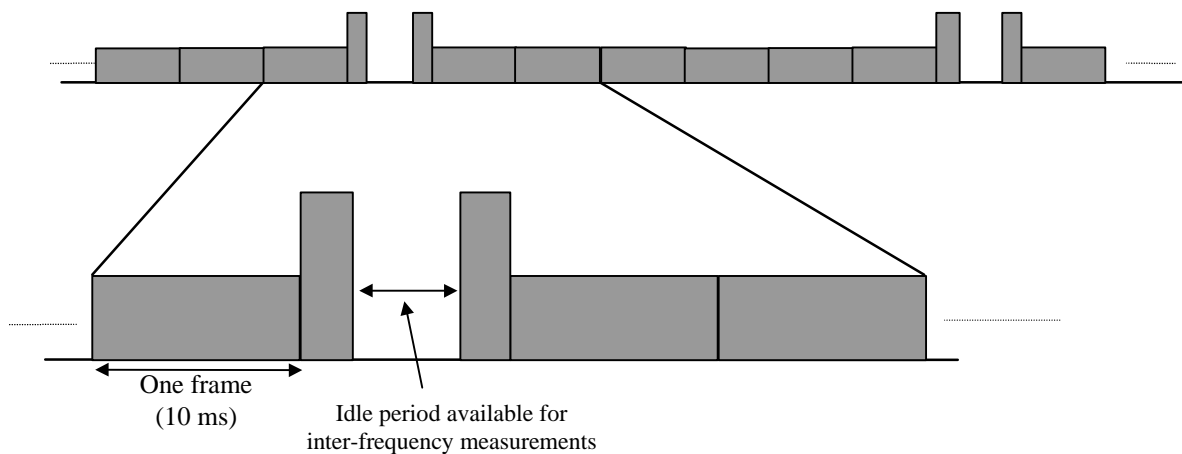 One frame
(10 ms)
Idle period available for
inter-frequency measurements